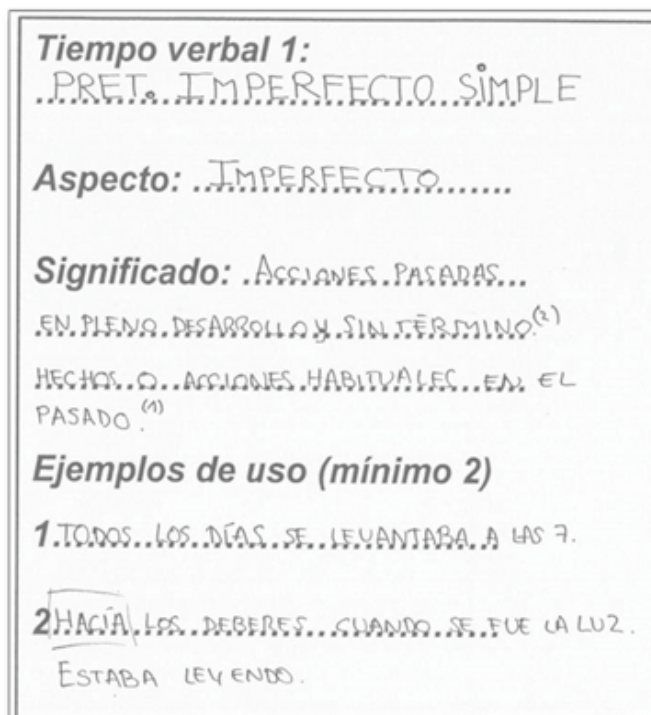 Tiempo verbal 1:
PRET. IMPERFECTO SIMPLE
Aspecto: IMPERFECTO
Significado: ACCIONES PASADAS
EN PLENO DESARROLLO Y SIN TÉRMINO.(2)
HECHOS O ACCIONES HABITUALES EN EL
PASADO.(1)
Ejemplos de uso (mínimo 2)
1.TODOS LOS DÍAS SE LEVANTABA A LAS 7.
2 HACÍA LOS DEBERES CUANDO SE FUE LA LUZ.
ESTABA LEYENDO.